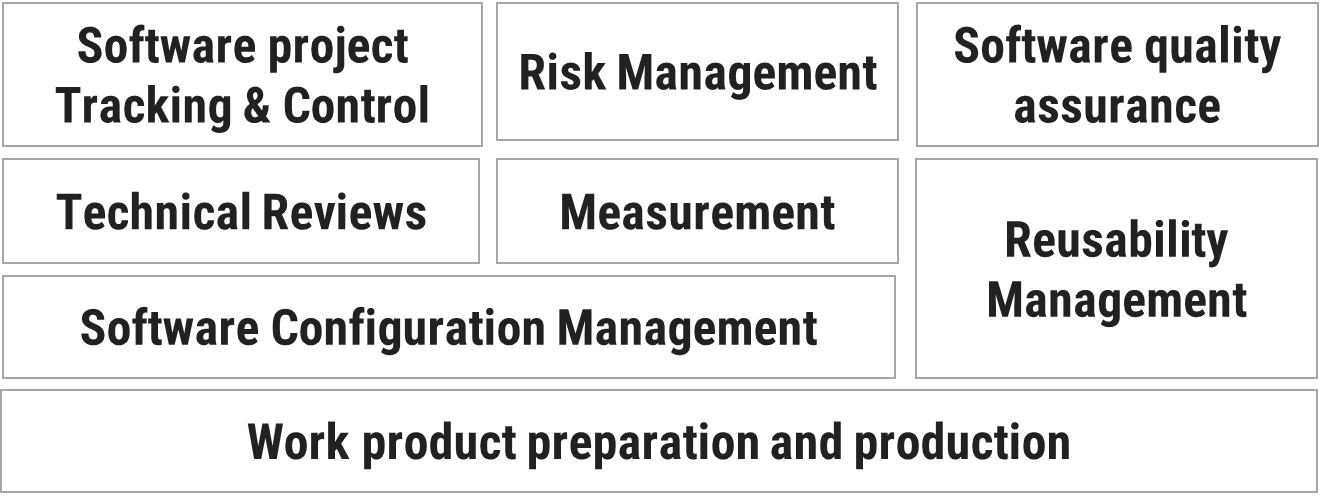 Software project
Tracking & Control
Risk Management
Software quality
assurance
Technical Reviews
Measurement
Reusability
Management
Software Configuration Management
Work product preparation and production